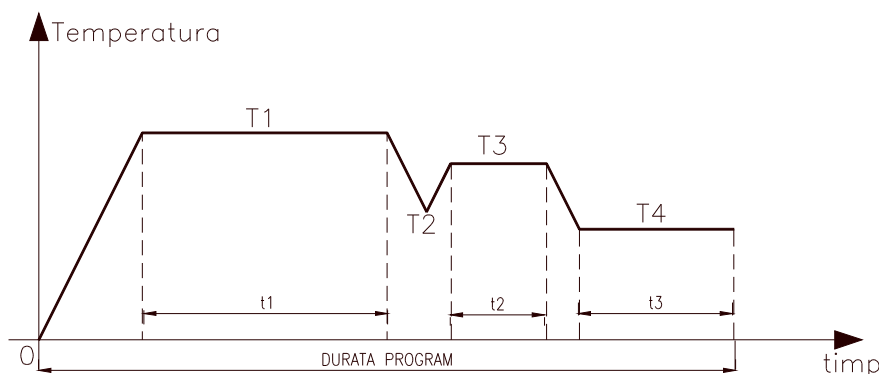 Temperatura
T1
T3
T2
T4
t1
t2
t3
0
DURATA PROGRAM
timp